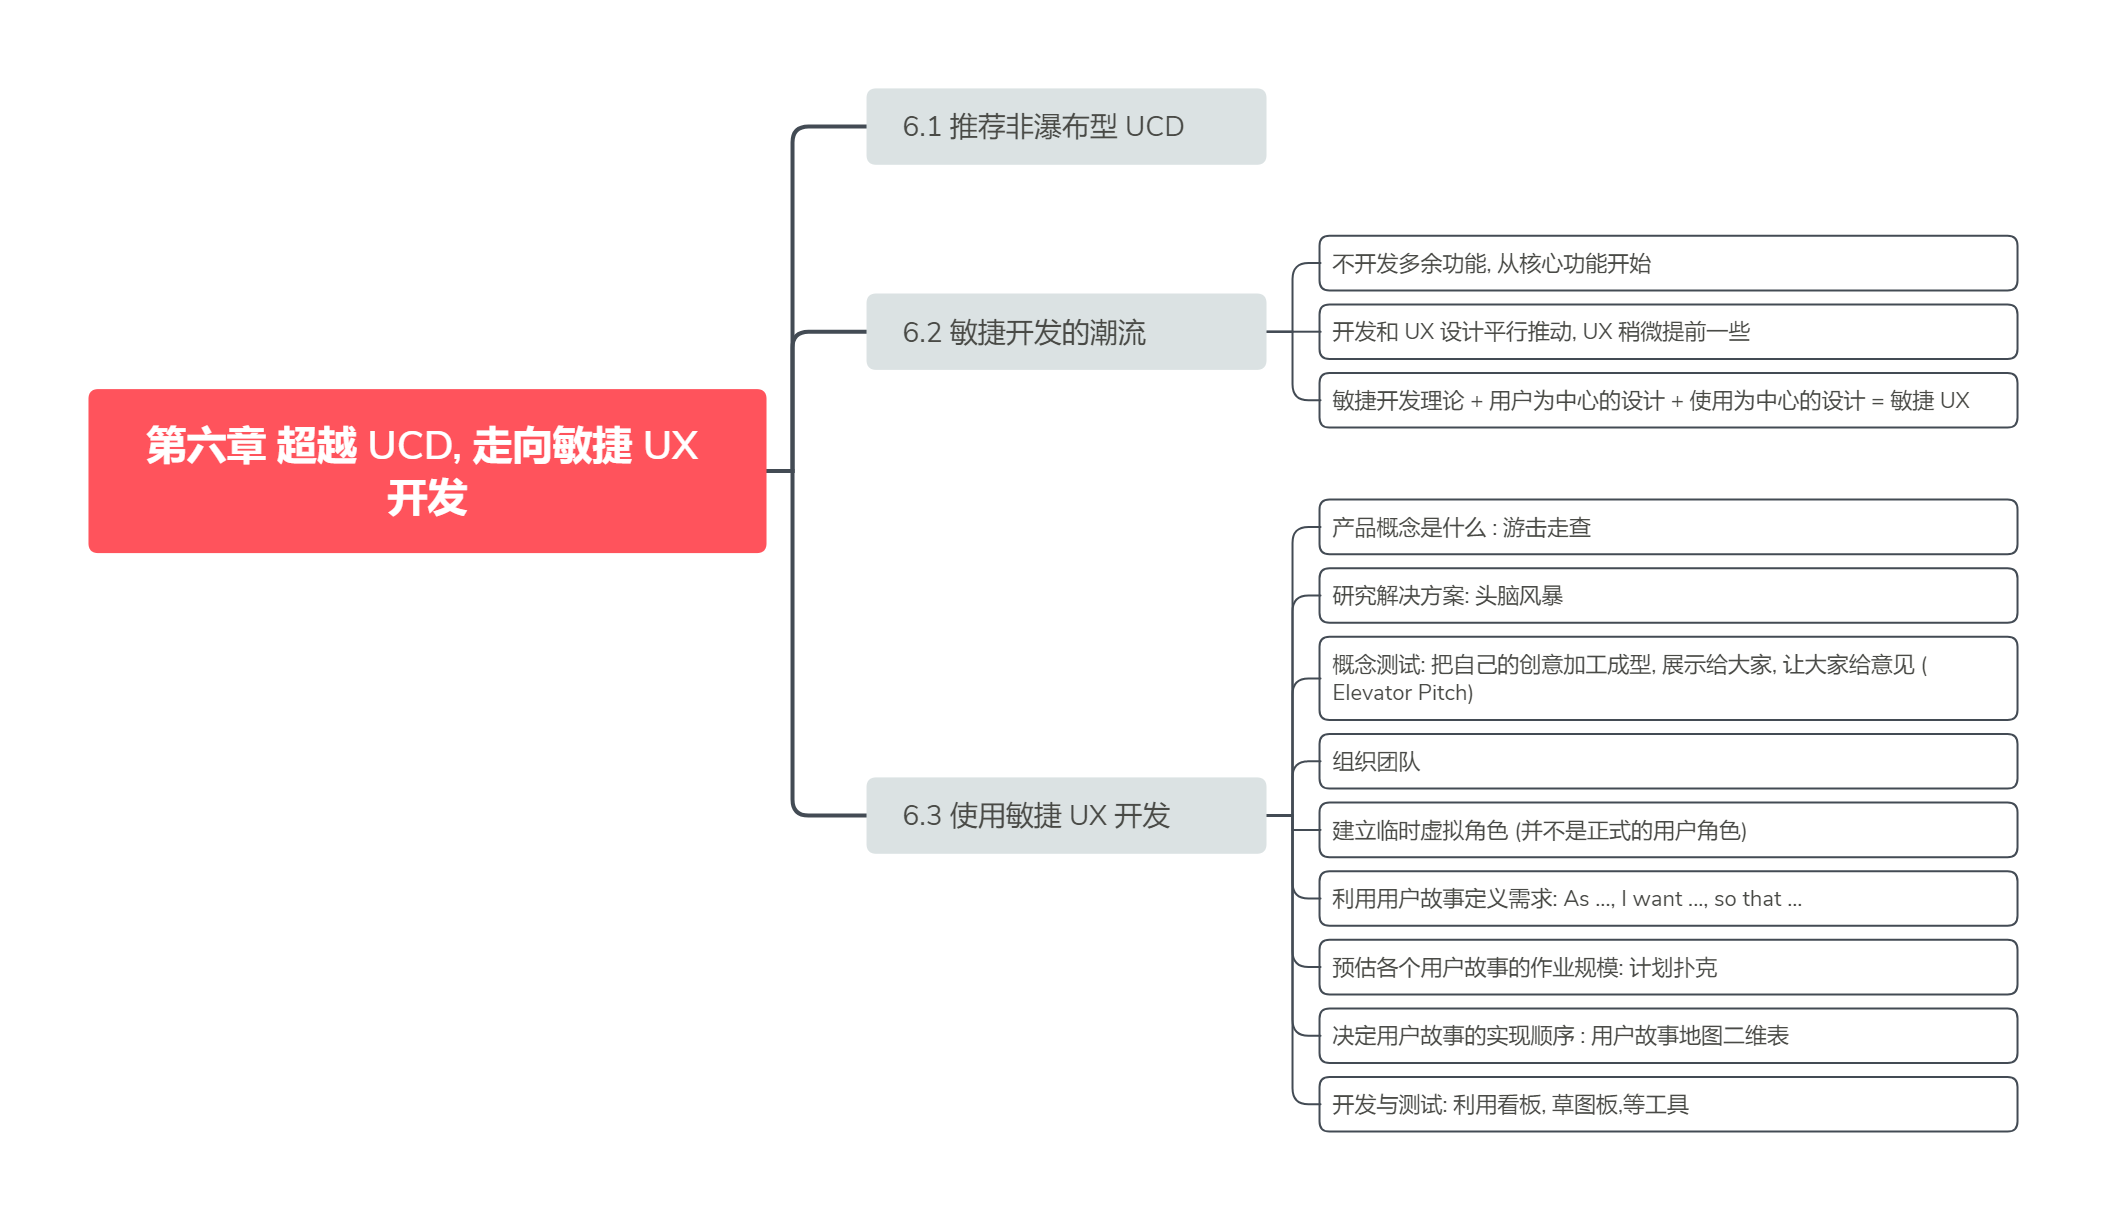 第六章 超越 UCD, 走向敏捷 UX
开发
6.1 推荐非瀑布型 UCD
6.2 敏捷开发的潮流
不开发多余功能, 从核心功能开始
开发和 UX 设计平行推动, UX 稍微提前一些
敏捷开发理论 + 用户为中心的设计 + 使用为中心的设计 = 敏捷 UX
6.3 使用敏捷 UX 开发
产品概念是什么 : 游击走查
研究解决方案: 头脑风暴
概念测试: 把自己的创意加工成型, 展示给大家, 让大家给意见 (
Elevator Pitch)
组织团队
建立临时虚拟角色 (并不是正式的用户角色)
利用用户故事定义需求: As ..., I want ..., so that ...
预估各个用户故事的作业规模: 计划扑克
决定用户故事的实现顺序 : 用户故事地图二维表
开发与测试: 利用看板, 草图板,等工具